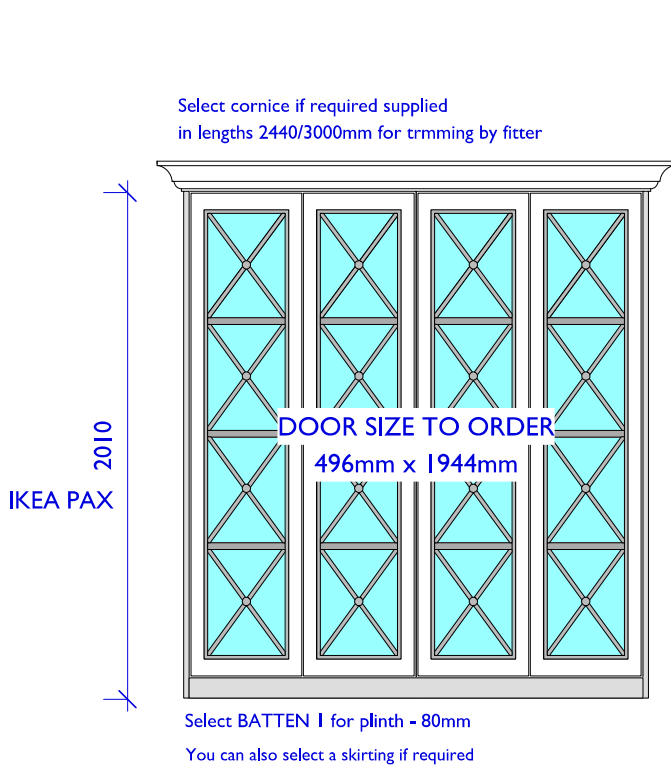 Select cornice if required supplied
in lengths 2440/3000mm for trmming by fitter
2010
IKEA PAX
DOOR SIZE TO ORDER
496mm x 1944mm
Select BATTEN 1 for plinth - 80mm
You can also select a skirting if required